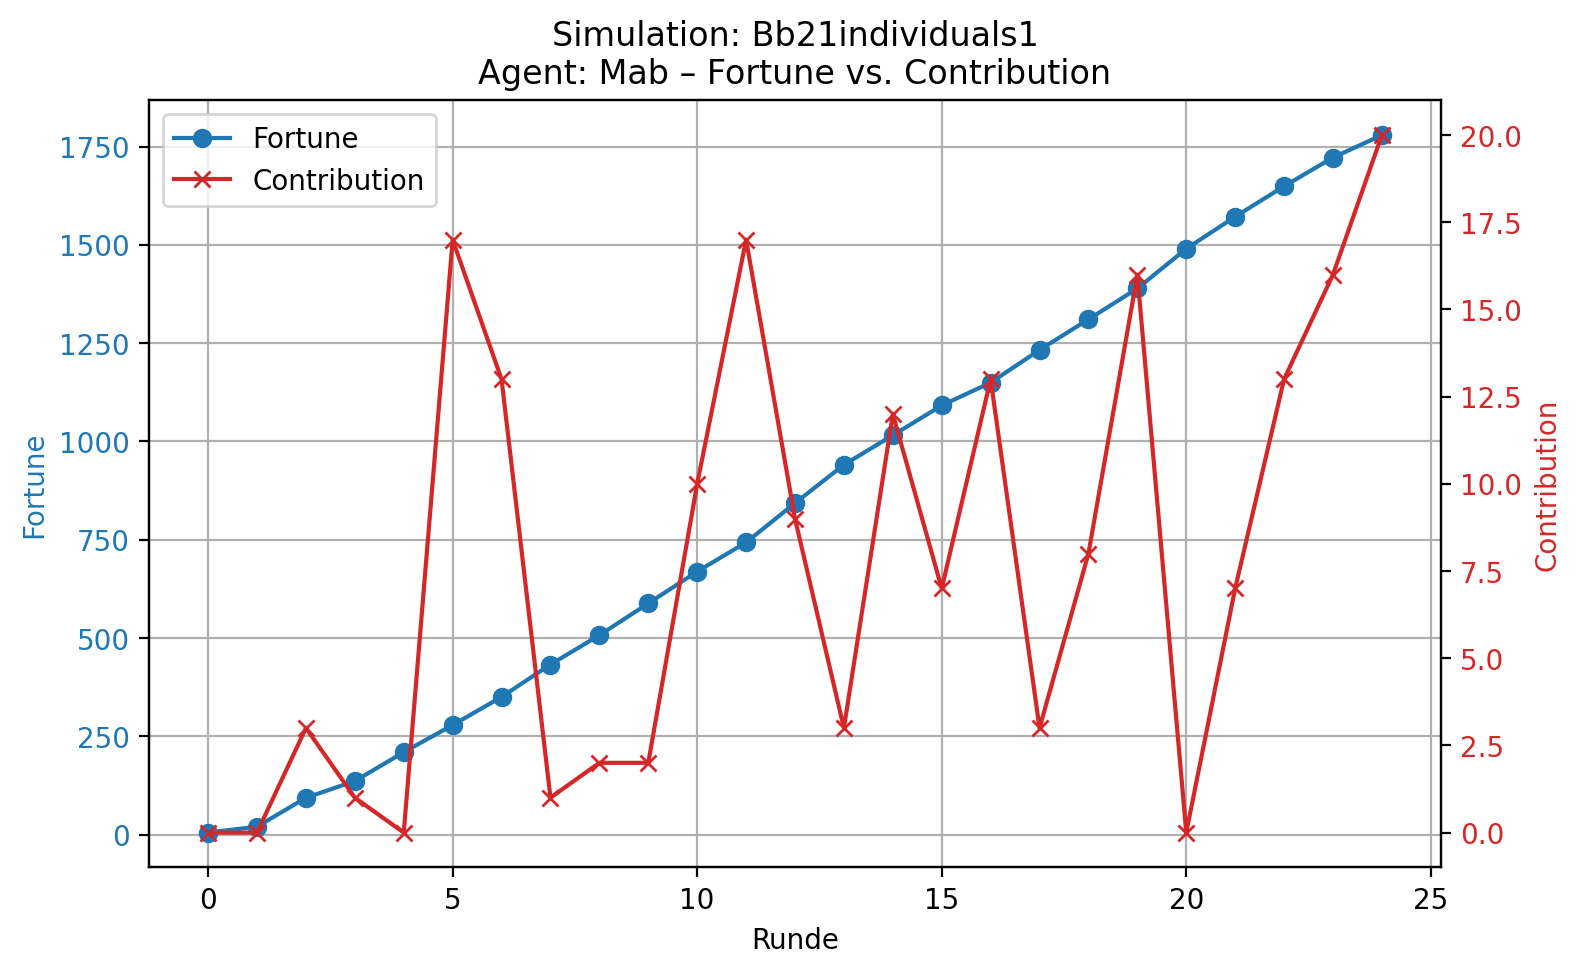 Simulation: Bb21individuals1
Agent: Mab – Fortune vs. Contribution
Fortune
Contribution
1750
1500
1250
1000
750
500
250
0
Fortune
20.0
17.5
15.0
12.5
10.0
7.5
5.0
2.5
0.0
Contribution
0 5 10 15 20 25
Runde